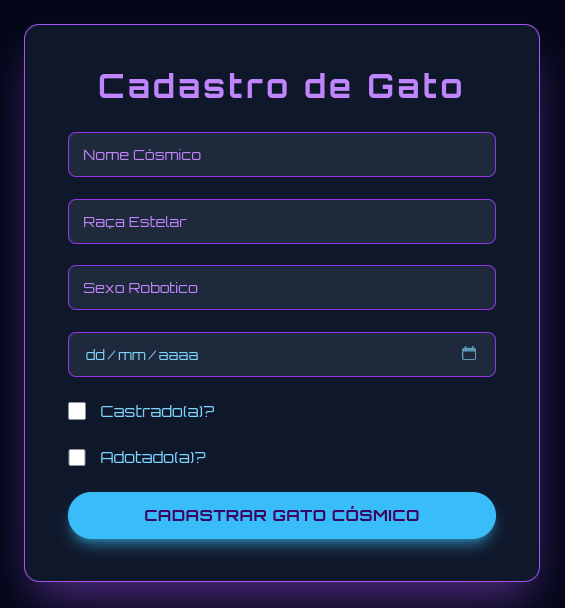 Cadastro de Gato
Nome Cósmico
Raça Estelar
Sexo Robotico
dd/mm/aaaa
Castrado(a)?
Adotado(a)?
CADASTRAR GATO CÓSMICO